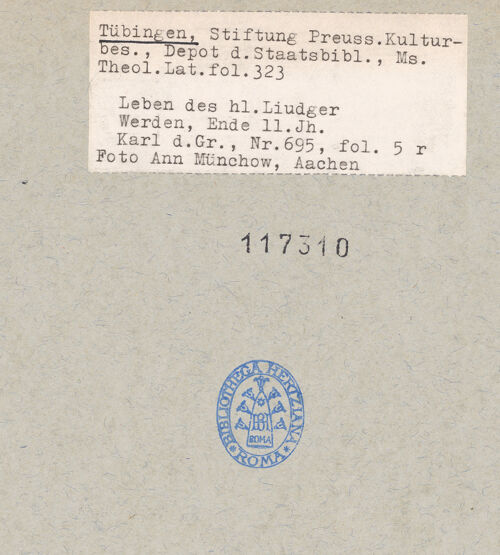 Tübingen, Stiftung Preuss.Kultur-
bes., Depot d.Staatsbibl., Ms.
Theol.Lat.fol.323
Leben des hl.Liudger
Werden, Ende 11.Jh.
Karl d.Gr., Nr.695, fol. 5 r
Foto Ann Münchow, Aachen
117310
BIBLIOTHECA HERTZIANA
BH
ROMA
* ROMA *